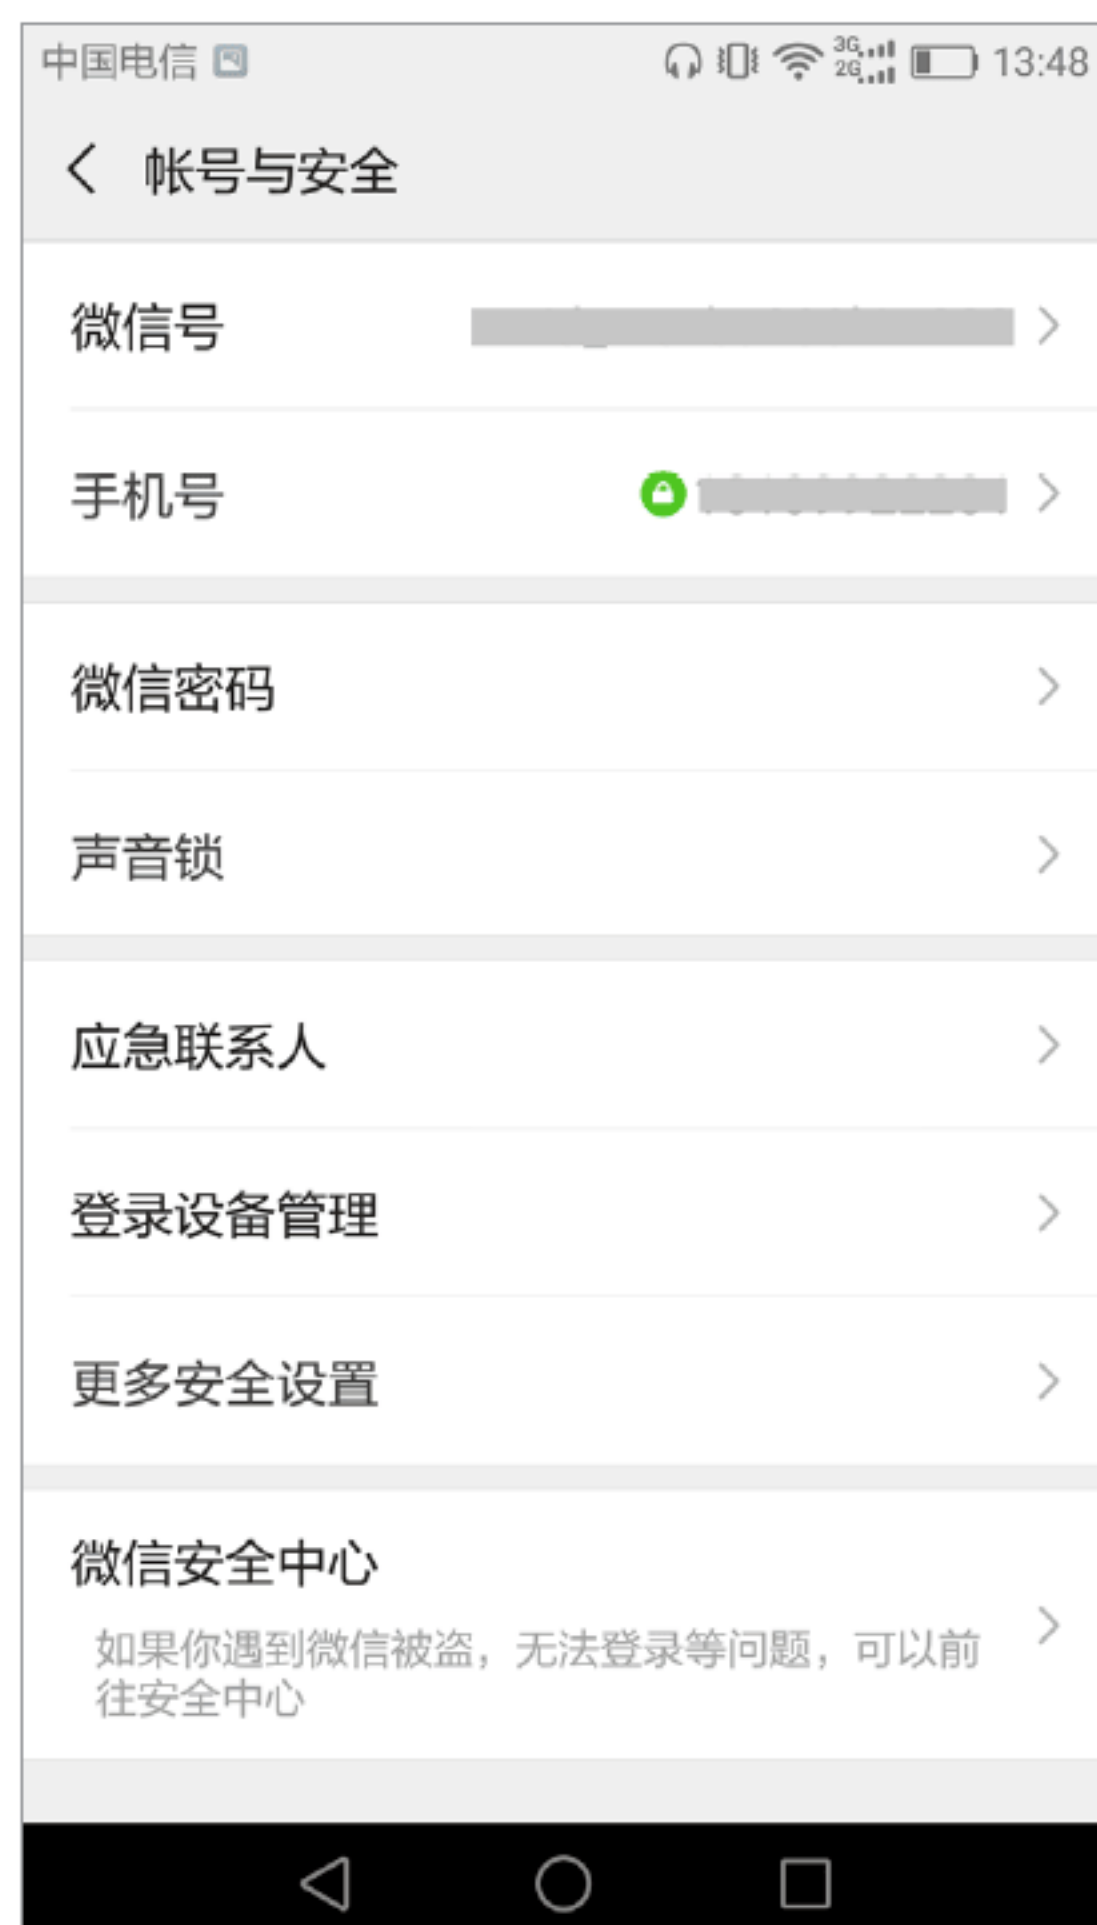 中国电信
3G
2G
13:48
帐号与安全
微信号
手机号
微信密码
声音锁
应急联系人
登录设备管理
更多安全设置
微信安全中心
如果你遇到微信被盗，无法登录等问题，可以前
往安全中心